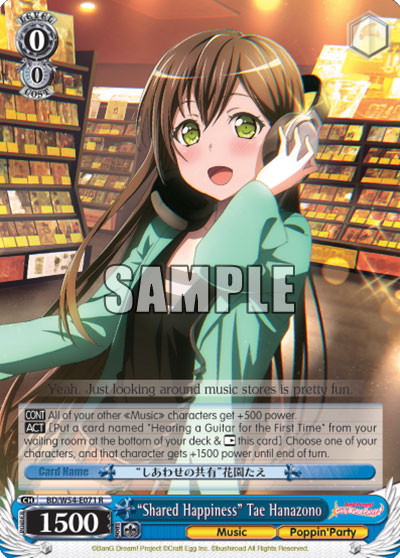 LEVEL
0
0
COST
SAMPLE
Yeah. Just looking around music stores is pretty fun.
CONT All of your other ≪Music≫ characters get +500 power.
ACT [Put a card named "Hearing a Guitar for the First Time" from your
waiting room at the bottom of your deck & this card] Choose one of your
characters, and that character gets +1500 power until end of turn.
Card Name
"しあわせの共有"花園たえ
CH BD/W54-E071 R
POWER
1500
"Shared Happiness" Tae Hanazono
Music
Poppin'Party
©BanG Dream! Project ©Craft Egg Inc. ©bushiroad All Rights Reserved.